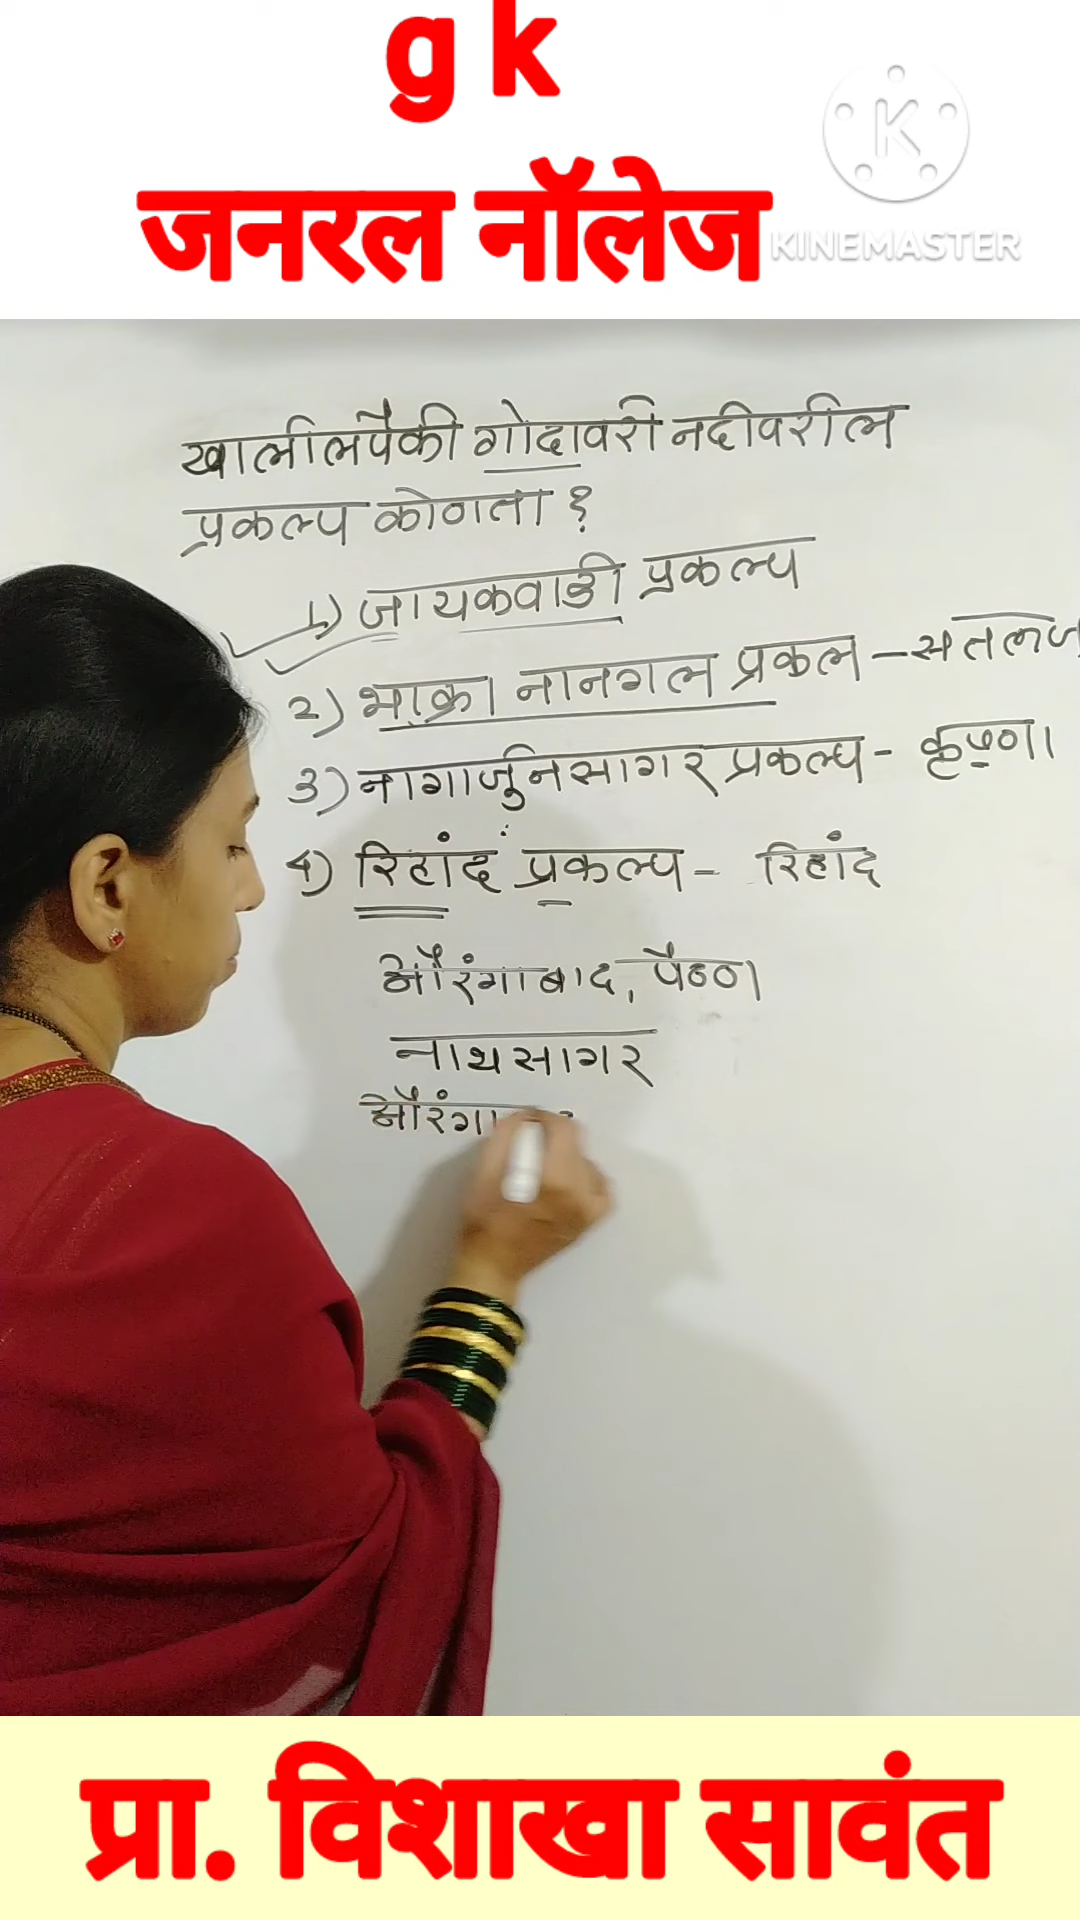 g k
जनरल नॉलेज
KINEMASTER
खालीलपैकी गोदावरी नदीवरील
प्रकल्प कोणता ?
1) जायकवाडी प्रकल्प
2) भाक्रा नानगल प्रकल्प – सतलज
3) नागार्जुनसागर प्रकल्प - कृष्णा
4) रिहांद प्रकल्प - रिहांद
औरंगाबाद, पैठण
नाथसागर
औरंगा
प्रा. विशाखा सावंत